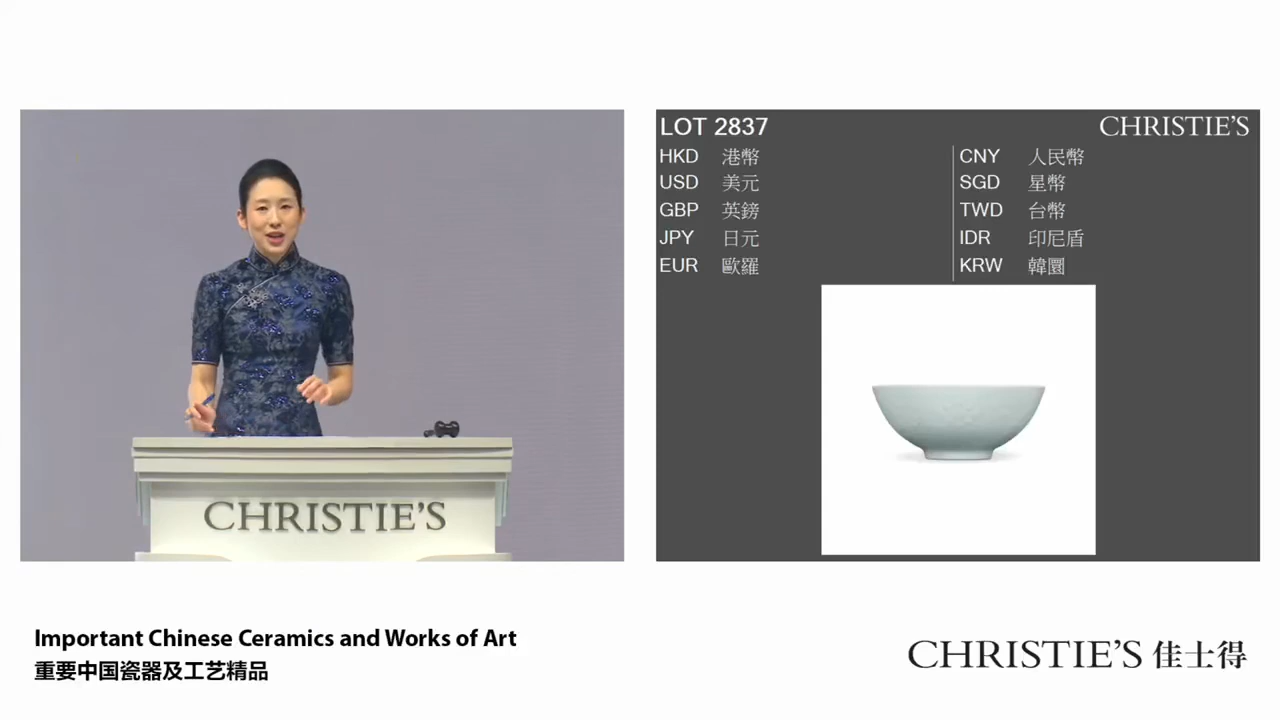 CHRISTIE'S
LOT 2837
CHRISTIE'S
HKD 港幣
USD 美元
GBP 英鎊
JPY 日元
EUR 歐羅
CNY 人民幣
SGD 星幣
TWD 台幣
IDR 印尼盾
KRW 韓圜
Important Chinese Ceramics and Works of Art
重要中国瓷器及工艺精品
CHRISTIE'S 佳士得